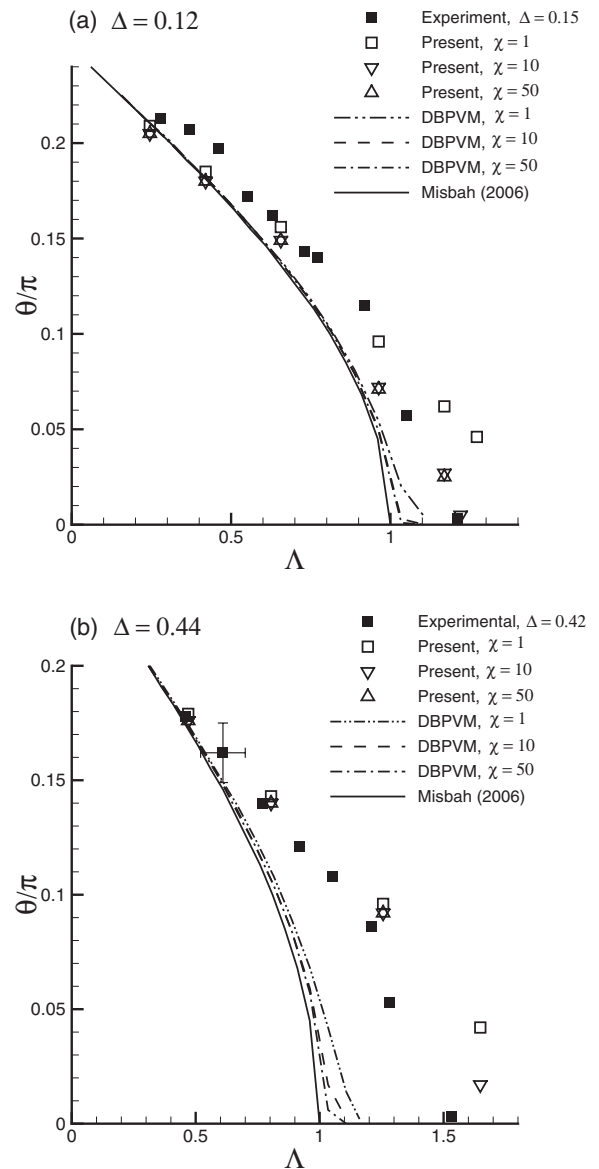 (a) Δ = 0.12
Experiment, Δ = 0.15
Present, χ = 1
Present, χ = 10
Present, χ = 50
DBPVM, χ = 1
DBPVM, χ = 10
DBPVM, χ = 50
Misbah (2006)
0.2
0.15
0.1
0.05
0
θ/π
0 0.5 1
Λ
(b) Δ = 0.44
Experimental, Δ = 0.42
Present, χ = 1
Present, χ = 10
Present, χ = 50
DBPVM, χ = 1
DBPVM, χ = 10
DBPVM, χ = 50
Misbah (2006)
0.2
0.15
0.1
0.05
0
θ/π
0 0.5 1 1.5
Λ